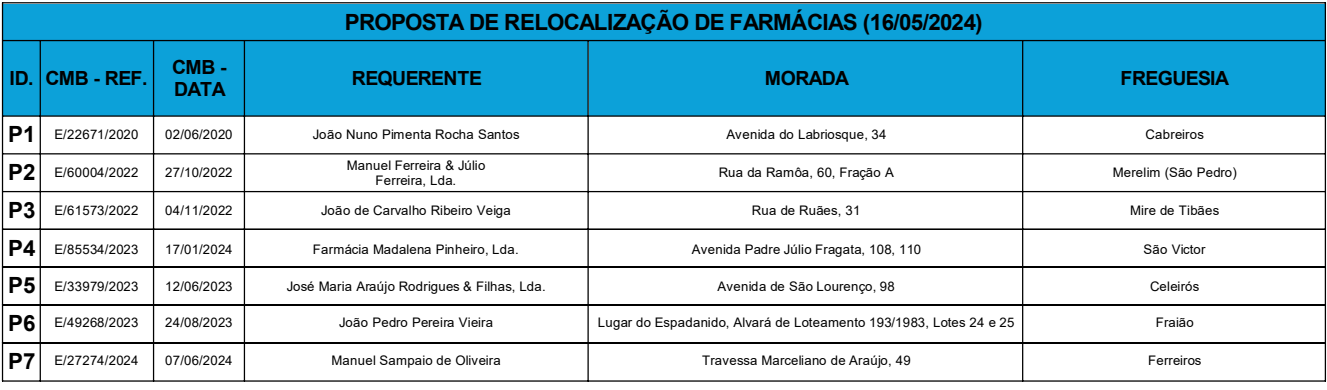 PROPOSTA DE RELOCALIZAÇÃO DE FARMÁCIAS (16/05/2024)
ID. CMB - REF. CMB - DATA REQUERENTE MORADA FREGUESIA
P1 E/22671/2020 02/06/2020 João Nuno Pimenta Rocha Santos Avenida do Labriosque, 34 Cabreiros
P2 E/60004/2022 27/10/2022 Manuel Ferreira & Júlio Ferreira, Lda. Rua da Ramôa, 60, Fração A Merelim (São Pedro)
P3 E/61573/2022 04/11/2022 João de Carvalho Ribeiro Veiga Rua de Ruães, 31 Mire de Tibães
P4 E/85534/2023 17/01/2024 Farmácia Madalena Pinheiro, Lda. Avenida Padre Júlio Fragata, 108, 110 São Victor
P5 E/33979/2023 12/06/2023 José Maria Araújo Rodrigues & Filhas, Lda. Avenida de São Lourenço, 98 Celeirós
P6 E/49268/2023 24/08/2023 João Pedro Pereira Vieira Lugar do Espadanido, Alvará de Loteamento 193/1983, Lotes 24 e 25 Fraião
P7 E/27274/2024 07/06/2024 Manuel Sampaio de Oliveira Travessa Marceliano de Araújo, 49 Ferreiros